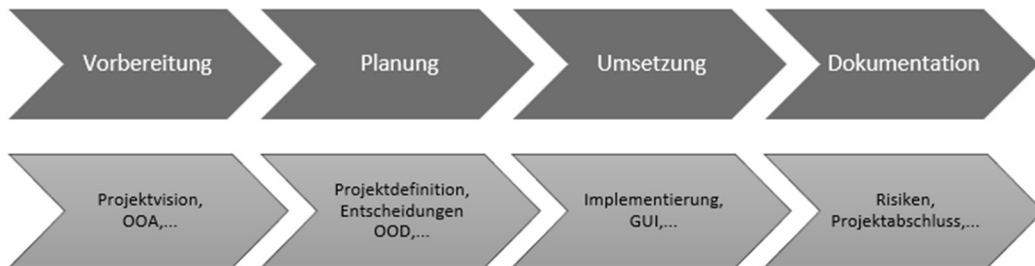 Vorbereitung
Planung
Umsetzung
Dokumentation
Projektvision,
OOA,...
Projektdefinition,
Entscheidungen
OOD,...
Implementierung,
GUI,...
Risiken,
Projektabschluss,...